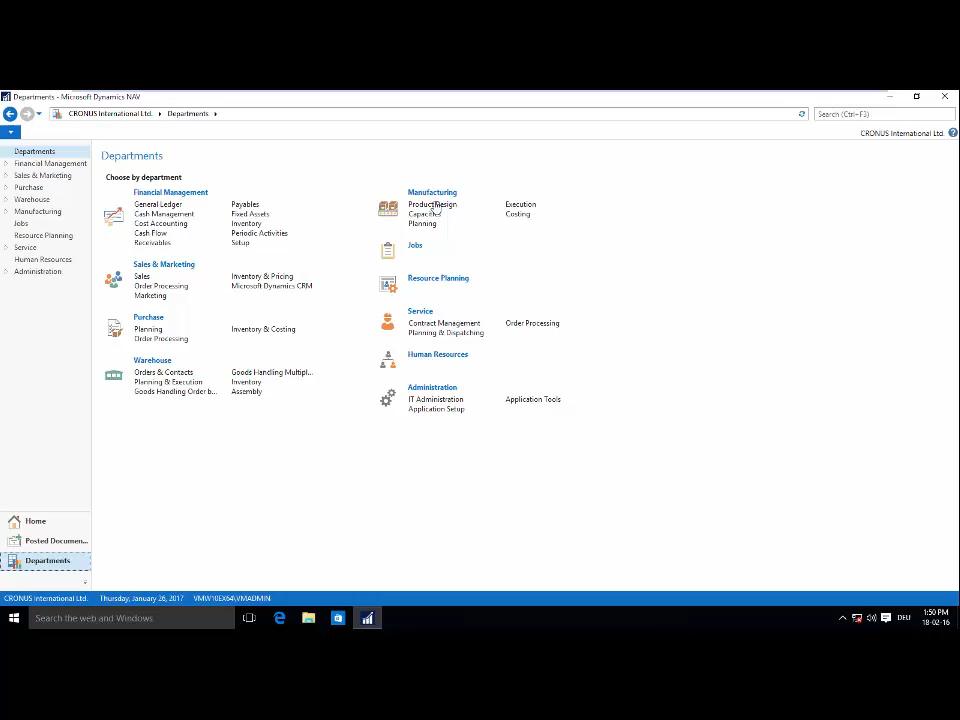 Departments - Microsoft Dynamics NAV
CRONUS International Ltd. Departments
Search (Ctrl+F3)
CRONUS International Ltd.
Departments
Financial Management
Sales & Marketing
Purchase
Warehouse
Manufacturing
Jobs
Resource Planning
Service
Human Resources
Administration
Departments
Choose by department
Financial Management
General Ledger Payables
Cash Management Fixed Assets
Cost Accounting Inventory
Cash Flow Periodic Activities
Receivables Setup
Sales & Marketing
Sales Inventory & Pricing
Order Processing Microsoft Dynamics CRM
Marketing
Purchase
Planning Inventory & Costing
Order Processing
Warehouse
Orders & Contacts Goods Handling Multipl...
Planning & Execution Inventory
Goods Handling Order b... Assembly
Manufacturing
Product Design Execution
Capacities Costing
Planning
Jobs
Resource Planning
Service
Contract Management Order Processing
Planning & Dispatching
Human Resources
Administration
IT Administration Application Tools
Application Setup
Home
Posted Documen...
Departments
CRONUS International Ltd. Thursday, January 26, 2017 VMW10EX64\VMADMIN
Search the web and Windows
DEU
1:50 PM
18-02-16